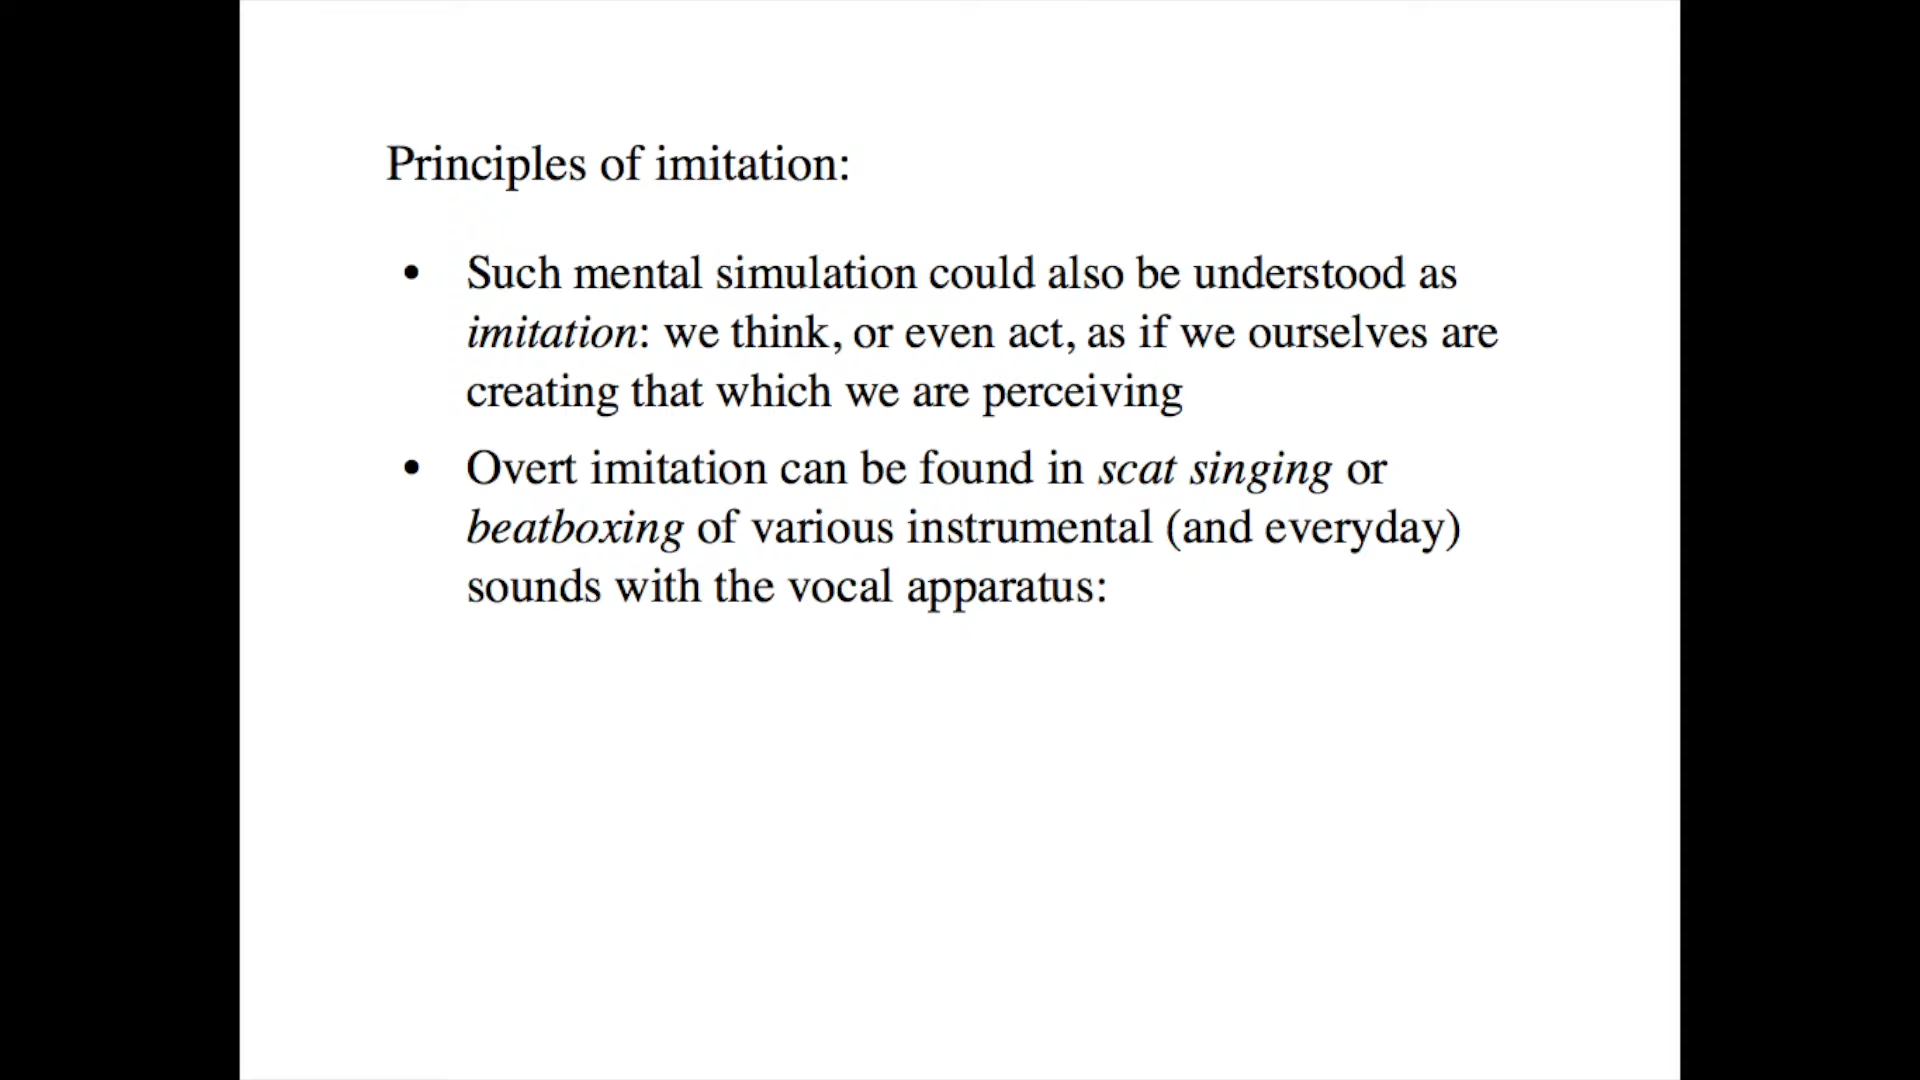 Principles of imitation:
• Such mental simulation could also be understood as
imitation: we think, or even act, as if we ourselves are
creating that which we are perceiving
• Overt imitation can be found in scat singing or
beatboxing of various instrumental (and everyday)
sounds with the vocal apparatus: